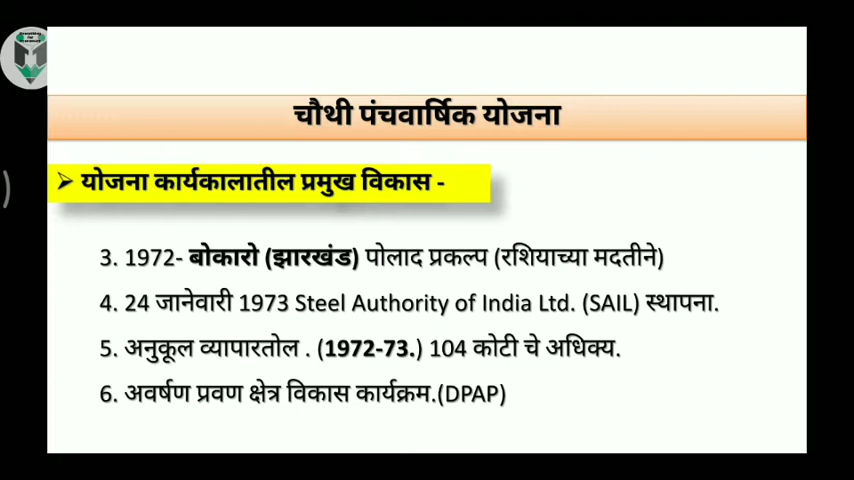 चौथी पंचवार्षिक योजना
➢ योजना कार्यकालातील प्रमुख विकास -
3. 1972- बोकारो (झारखंड) पोलाद प्रकल्प (रशियाच्या मदतीने)
4. 24 जानेवारी 1973 Steel Authority of India Ltd. (SAIL) स्थापना.
5. अनुकूल व्यापारतोल . (1972-73.) 104 कोटी चे अधिक्य.
6. अवर्षण प्रवण क्षेत्र विकास कार्यक्रम.(DPAP)